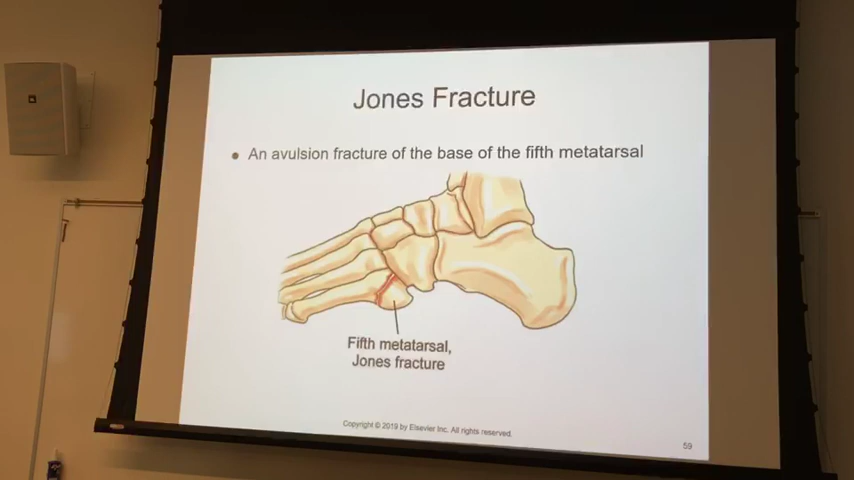 Jones Fracture
• An avulsion fracture of the base of the fifth metatarsal
Fifth metatarsal,
Jones fracture
Copyright © 2019 by Elsevier Inc. All rights reserved.
59